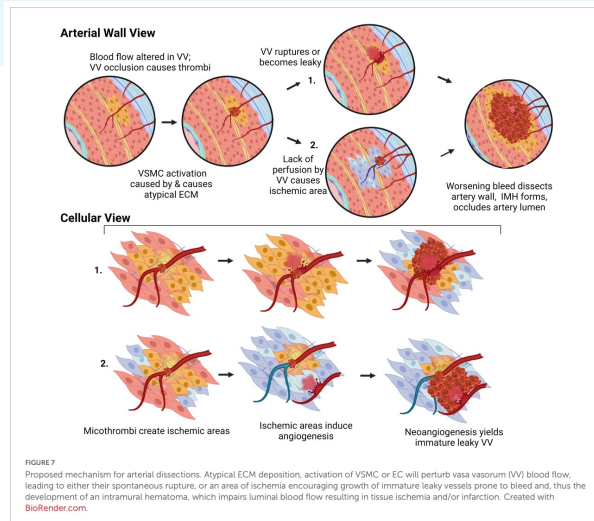 Arterial Wall View
Blood flow altered in VV;
VV occlusion causes thrombi
VSMC activation
caused by & causes
atypical ECM
VV ruptures or
becomes leaky
1.
2.
Lack of
perfusion by
VV causes
ischemic area
Worsening bleed dissects
artery wall, IMH forms,
occludes artery lumen
Cellular View
1.
2.
Micothrombi create ischemic areas
Ischemic areas induce
angiogenesis
Neoangiogenesis yields
immature leaky VV
FIGURE 7
Proposed mechanism for arterial dissections. Atypical ECM deposition, activation of VSMC or EC will perturb vasa vasorum (VV) blood flow,
leading to either their spontaneous rupture, or an area of ischemia encouraging growth of immature leaky vessels prone to bleed and, thus the
development of an intramural hematoma, which impairs luminal blood flow resulting in tissue ischemia and/or infarction. Created with
BioRender.com.